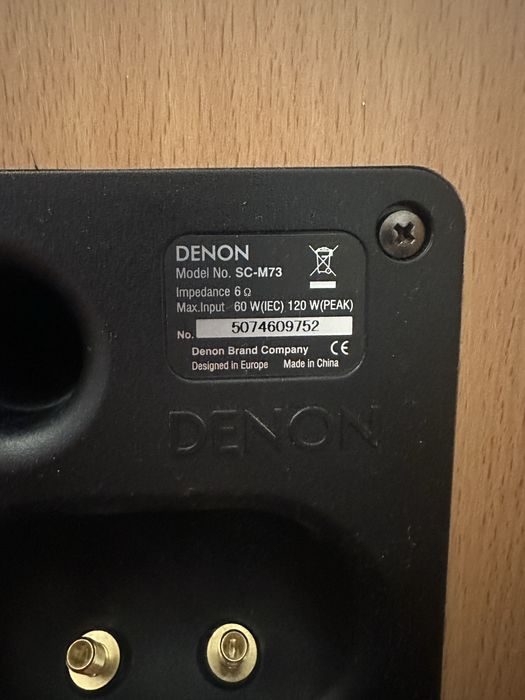 DENON
Model No. SC-M73
Impedance 6 Ω
Max.Input 60 W(IEC) 120 W(PEAK)
No. 5074609752
Denon Brand Company CE
Designed in Europe Made in China
DENON